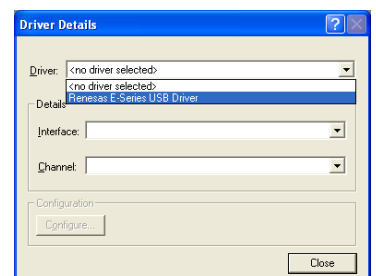 Driver Details
Driver: <no driver selected>
<no driver selected>
Renesas E-Series USB Driver
Details
Interface:
Channel:
Configuration
Configure...
Close